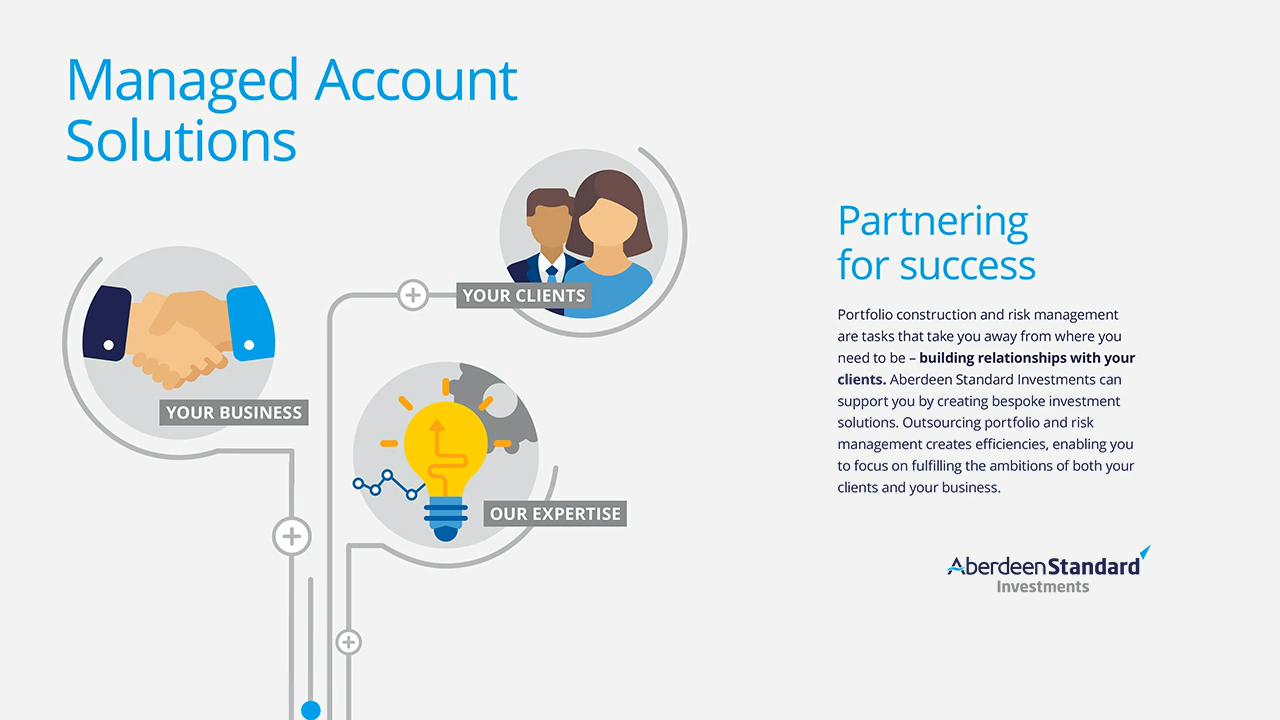 Managed Account
Solutions
YOUR CLIENTS
YOUR BUSINESS
OUR EXPERTISE
Partnering
for success
Portfolio construction and risk management
are tasks that take you away from where you
need to be – building relationships with your
clients. Aberdeen Standard Investments can
support you by creating bespoke investment
solutions. Outsourcing portfolio and risk
management creates efficiencies, enabling you
to focus on fulfilling the ambitions of both your
clients and your business.
AberdeenStandard
Investments